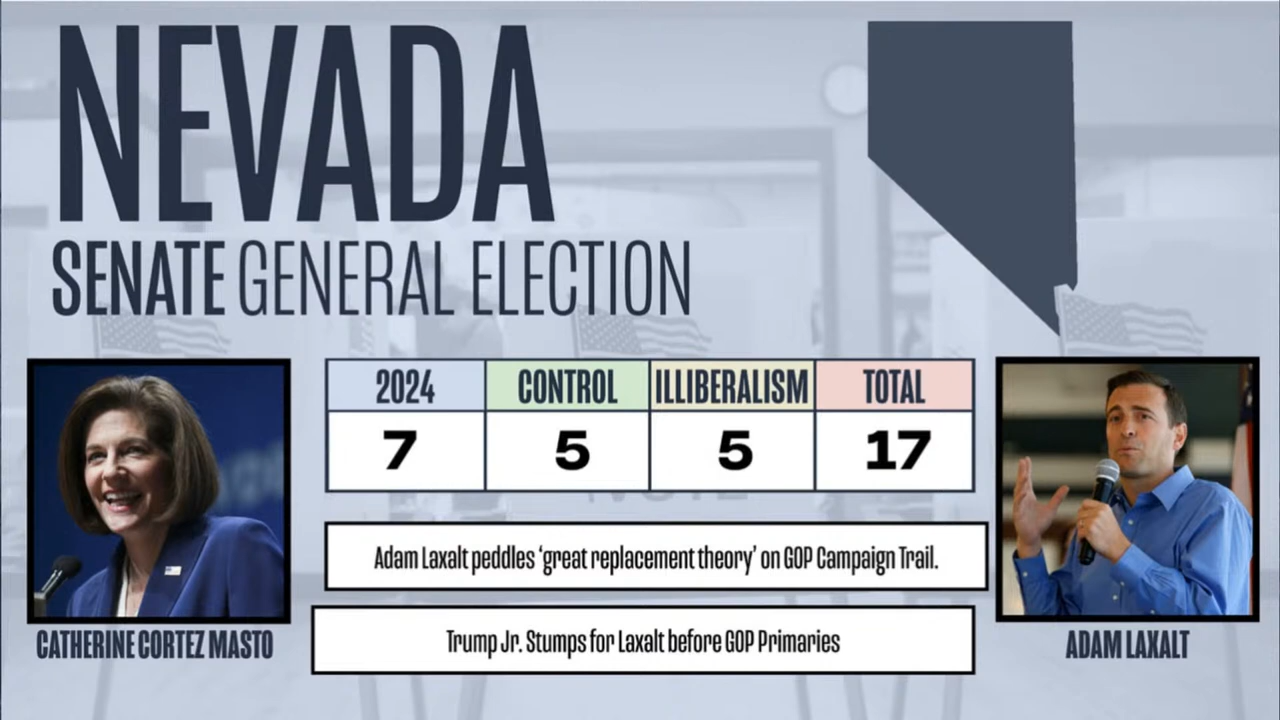 NEVADA
SENATE GENERAL ELECTION
2024 CONTROL ILLIBERALISM TOTAL
7 5 5 17
Adam Laxalt peddles ‘great replacement theory’ on GOP Campaign Trail.
Trump Jr. Stumps for Laxalt before GOP Primaries
CATHERINE CORTEZ MASTO
ADAM LAXALT